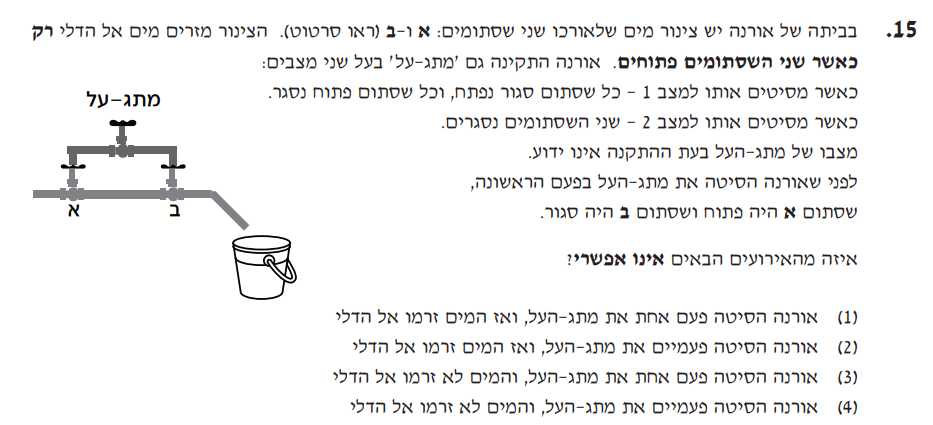 15. בביתה של אורנה יש צינור מים שלאורכו שני שסתומים: א ו-ב (ראו סרטוט). הצינור מזרים מים אל הדלי רק
כאשר שני השסתומים פתוחים. אורנה התקינה גם 'מתג-על' בעל שני מצבים:
כאשר מסיטים אותו למצב 1 - כל שסתום סגור נפתח, וכל שסתום פתוח נסגר.
כאשר מסיטים אותו למצב 2 - שני השסתומים נסגרים.
מצבו של מתג-העל בעת ההתקנה אינו ידוע.
לפני שאורנה הסיטה את מתג-העל בפעם הראשונה,
שסתום א היה פתוח ושסתום ב היה סגור.
מתג-על
א
ב
איזה מהאירועים הבאים אינו אפשרי?
(1) אורנה הסיטה פעם אחת את מתג-העל, ואז המים זרמו אל הדלי
(2) אורנה הסיטה פעמיים את מתג-העל, ואז המים זרמו אל הדלי
(3) אורנה הסיטה פעם אחת את מתג-העל, והמים לא זרמו אל הדלי
(4) אורנה הסיטה פעמיים את מתג-העל, והמים לא זרמו אל הדלי